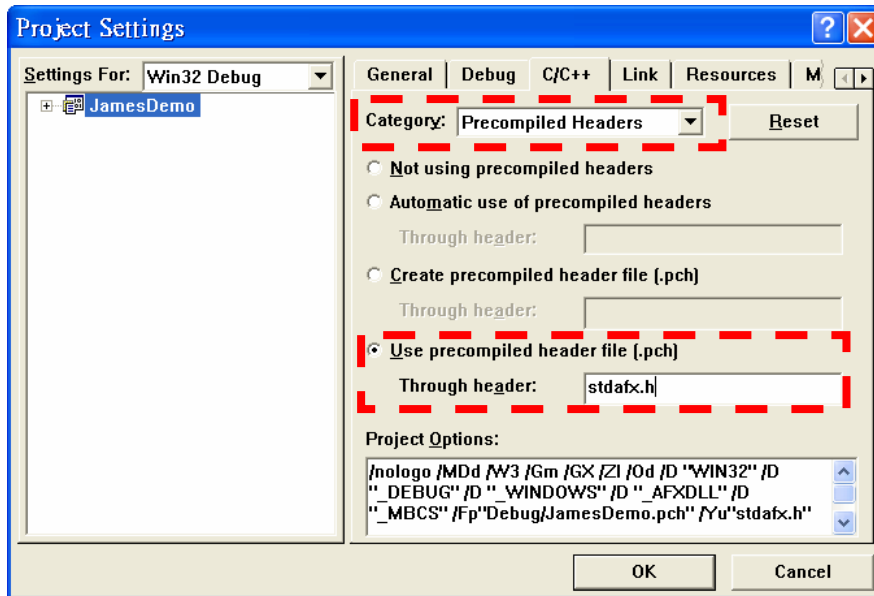 Project Settings
Settings For: Win32 Debug
JamesDemo
General Debug C/C++ Link Resources M
Category: Precompiled Headers Reset
Not using precompiled headers
Automatic use of precompiled headers
Through header:
Create precompiled header file (.pch)
Through header:
Use precompiled header file (.pch)
Through header: stdafx.h
Project Options:
/nologo /MDd /W3 /Gm /GX /ZI /Od /D "WIN32" /D
"_DEBUG" /D "_WINDOWS" /D "_AFXDLL" /D
"_MBCS" /Fp"Debug/JamesDemo.pch" /Yu"stdafx.h"
OK Cancel